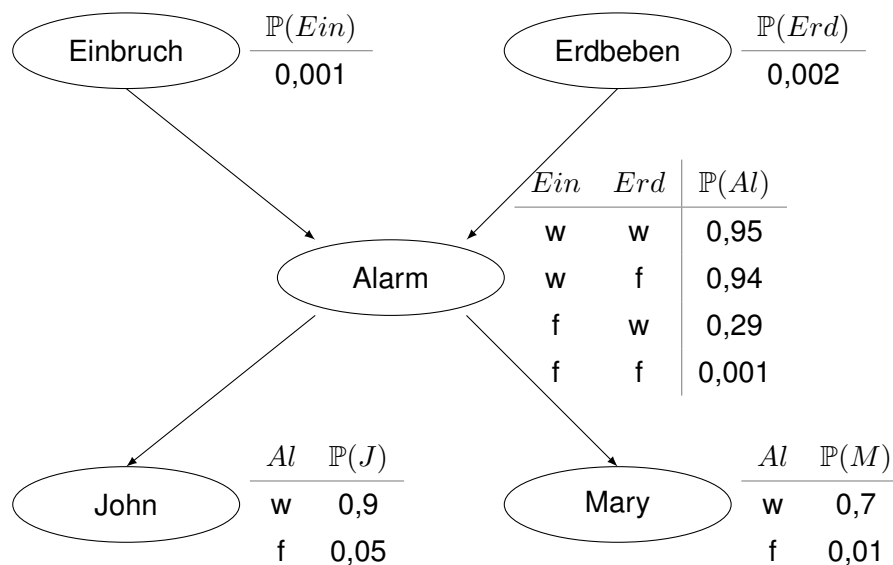 Einbruch
ℙ(Ein)
0,001
Erdbeben
ℙ(Erd)
0,002
Ein Erd ℙ(Al)
w w 0,95
w f 0,94
f w 0,29
f f 0,001
Alarm
John
Al ℙ(J)
w 0,9
f 0,05
Mary
Al ℙ(M)
w 0,7
f 0,01